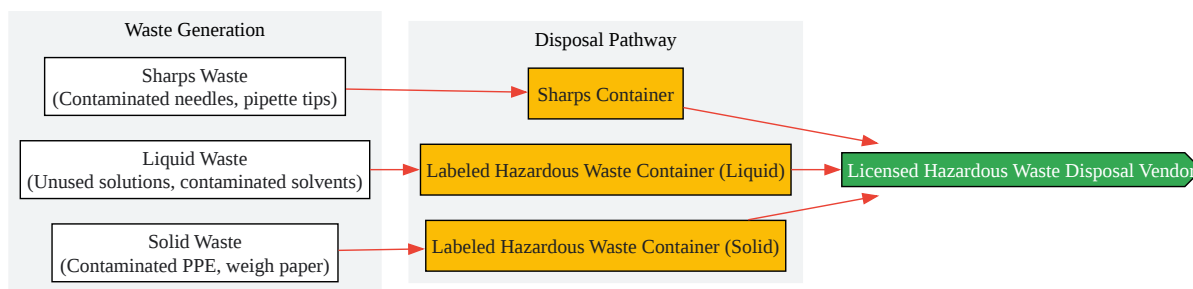 Waste Generation
Sharps Waste
(Contaminated needles, pipette tips)
Liquid Waste
(Unused solutions, contaminated solvents)
Solid Waste
(Contaminated PPE, weigh paper)
Disposal Pathway
Sharps Container
Labeled Hazardous Waste Container (Liquid)
Labeled Hazardous Waste Container (Solid)
Licensed Hazardous Waste Disposal Vendor